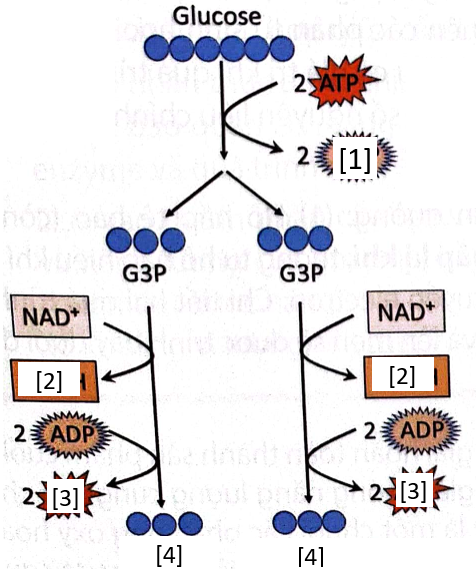 Glucose
2 ATP
2 [1]
G3P G3P
NAD⁺ NAD⁺
[2] [2]
2 ADP 2 ADP
2 [3] 2 [3]
[4] [4]